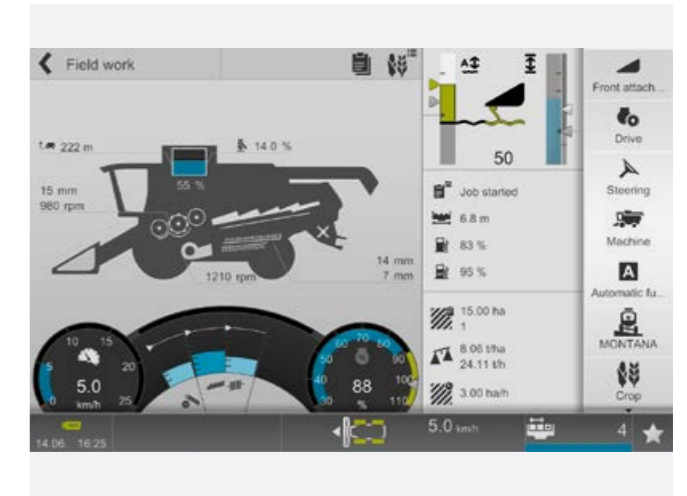 Field work
222 m
14.0 %
55 %
15 mm
980 rpm
14 mm
7 mm
1210 rpm
0
5
10
15
20
25
5.0
km/h
30
40
50
60
70
80
90
100
110
88
%
A
50
Job started
6.8 m
83 %
95 %
15.00 ha
1
8.06 t/ha
24.11 t/h
3.00 ha/h
Front attach...
Drive
Steering
Machine
A
Automatic fu...
MONTANA
Crop
14.06. 16:25
5.0 km/h
4